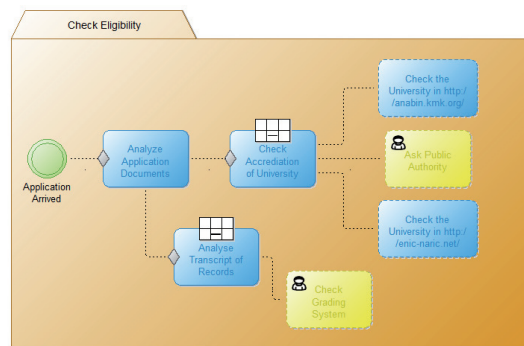 Check Eligibility
Check the
University in http:/
/anabin.kmk.org/
Analyze
Application
Documents
Check
Accrediation
of University
Ask Public
Authority
Application
Arrived
Check the
University in http:/
/enic-naric.net/
Analyse
Transcript of
Records
Check
Grading
System